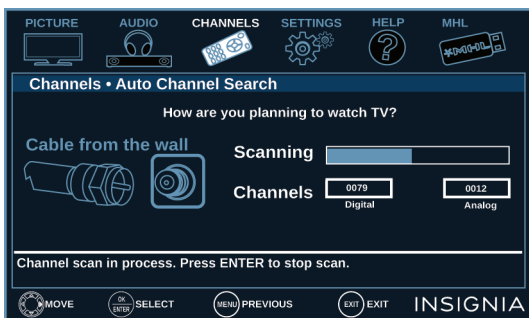 PICTURE AUDIO CHANNELS SETTINGS HELP MHL
?
MHL
Channels • Auto Channel Search
How are you planning to watch TV?
Cable from the wall
Scanning
Channels 0079 0012
Digital Analog
Channel scan in process. Press ENTER to stop scan.
MOVE OK ENTER SELECT MENU PREVIOUS EXIT EXIT INSIGNIA